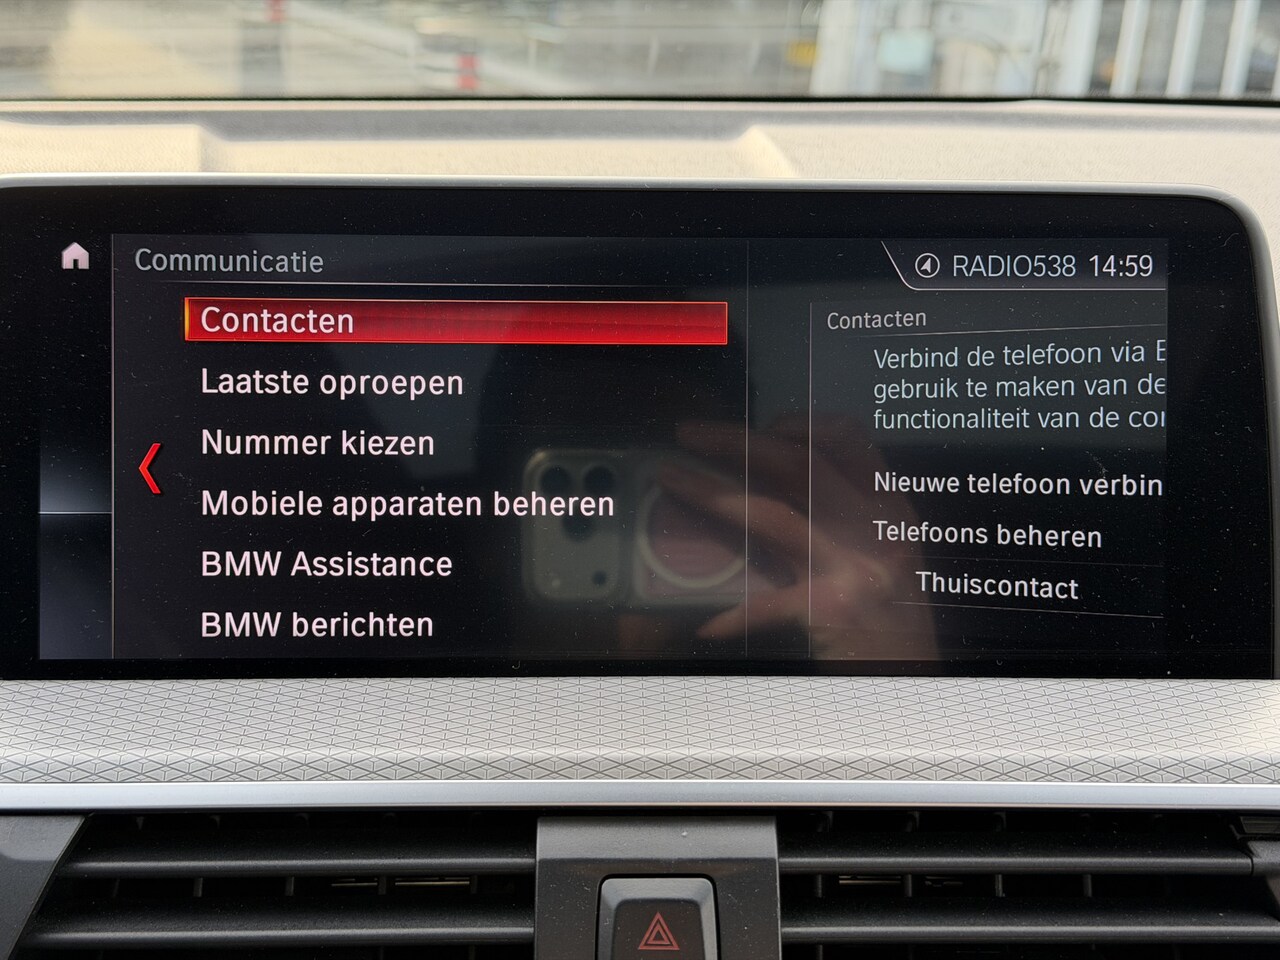 Communicatie
RADIO538 14:59
Contacten
Laatste oproepen
Nummer kiezen
Mobiele apparaten beheren
BMW Assistance
BMW berichten
Contacten
Verbind de telefoon via
gebruik te maken van de
functionaliteit van de
Nieuwe telefoon verbin
Telefoons beheren
Thuiscontact